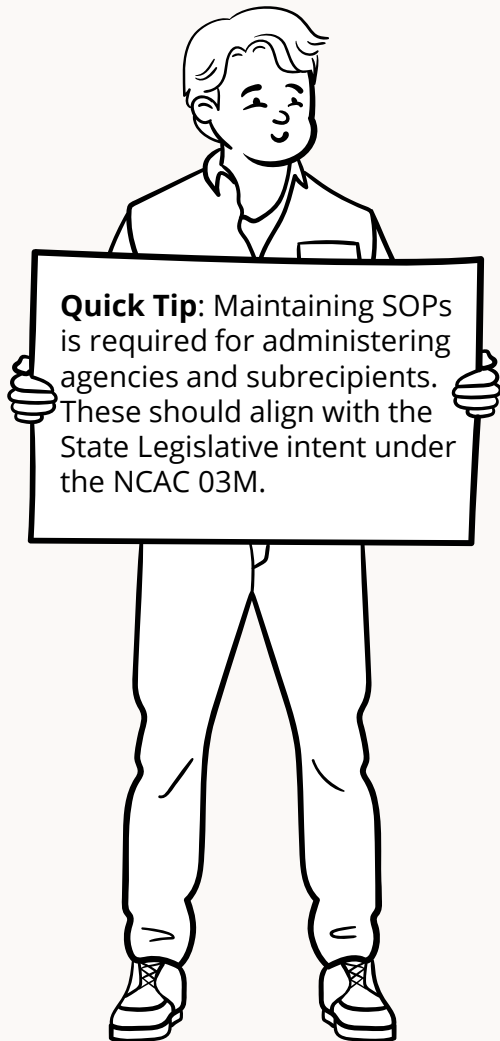 Quick Tip: Maintaining SOPs
is required for administering
agencies and subrecipients.
These should align with the
State Legislative intent under
the NCAC 03M.